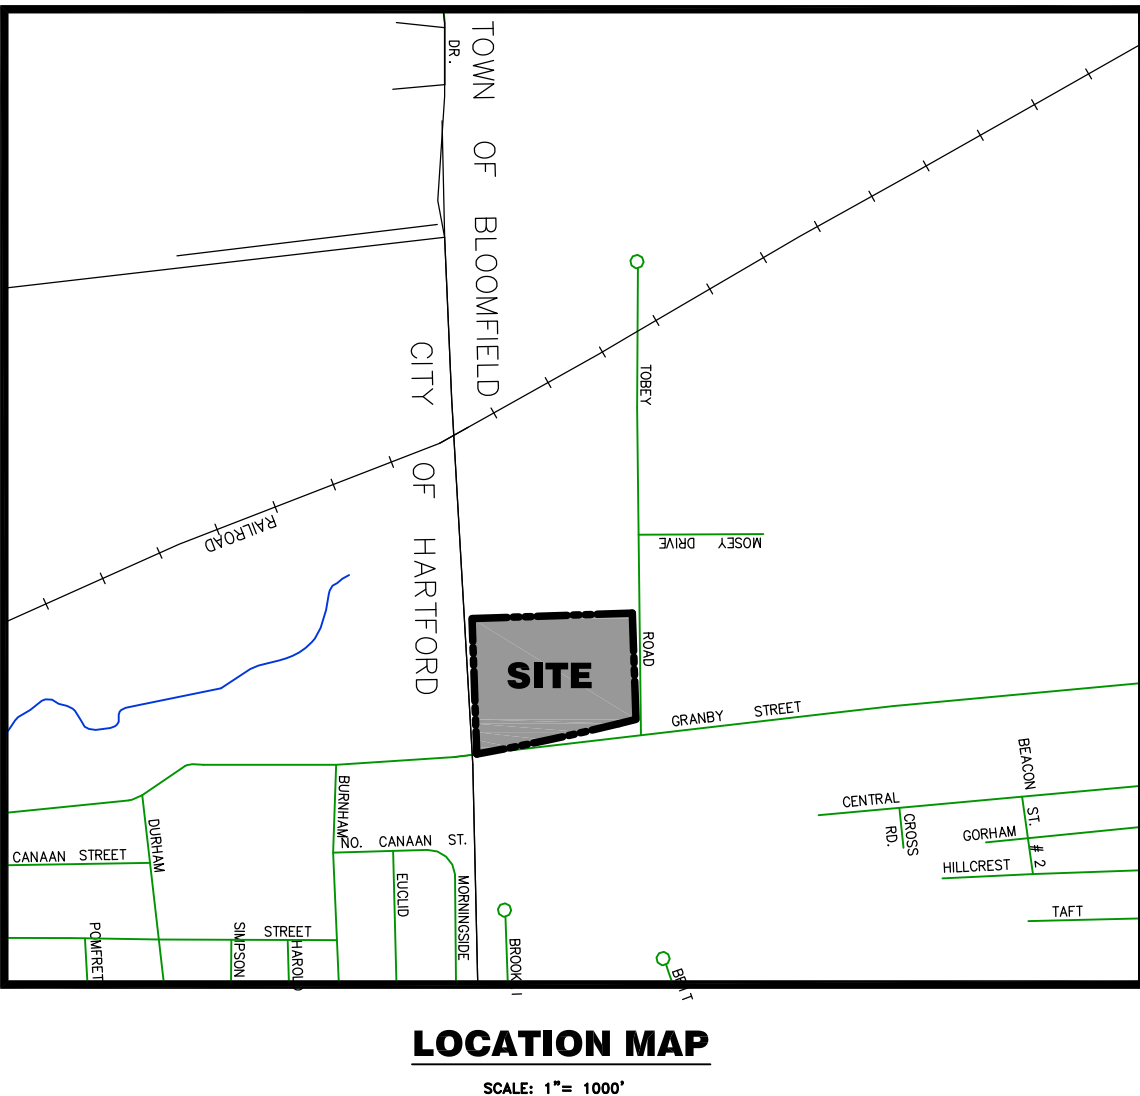 DR.
TOWN OF BLOOMFIELD
CITY OF HARTFORD
TOBEY ROAD
RAILROAD
MOSEY DRIVE
SITE
GRANBY STREET
BEACON ST. # 2
CENTRAL
CROSS
RD.
GORHAM
HILLCREST
TAFT
BURNHAM
DURHAM
NO. CANAAN ST.
CANAAN STREET
EUCLID
MORNINGSIDE
POMFRET
SIMPSON
STREET
HAROLD
LOCATION MAP
SCALE: 1"= 1000'